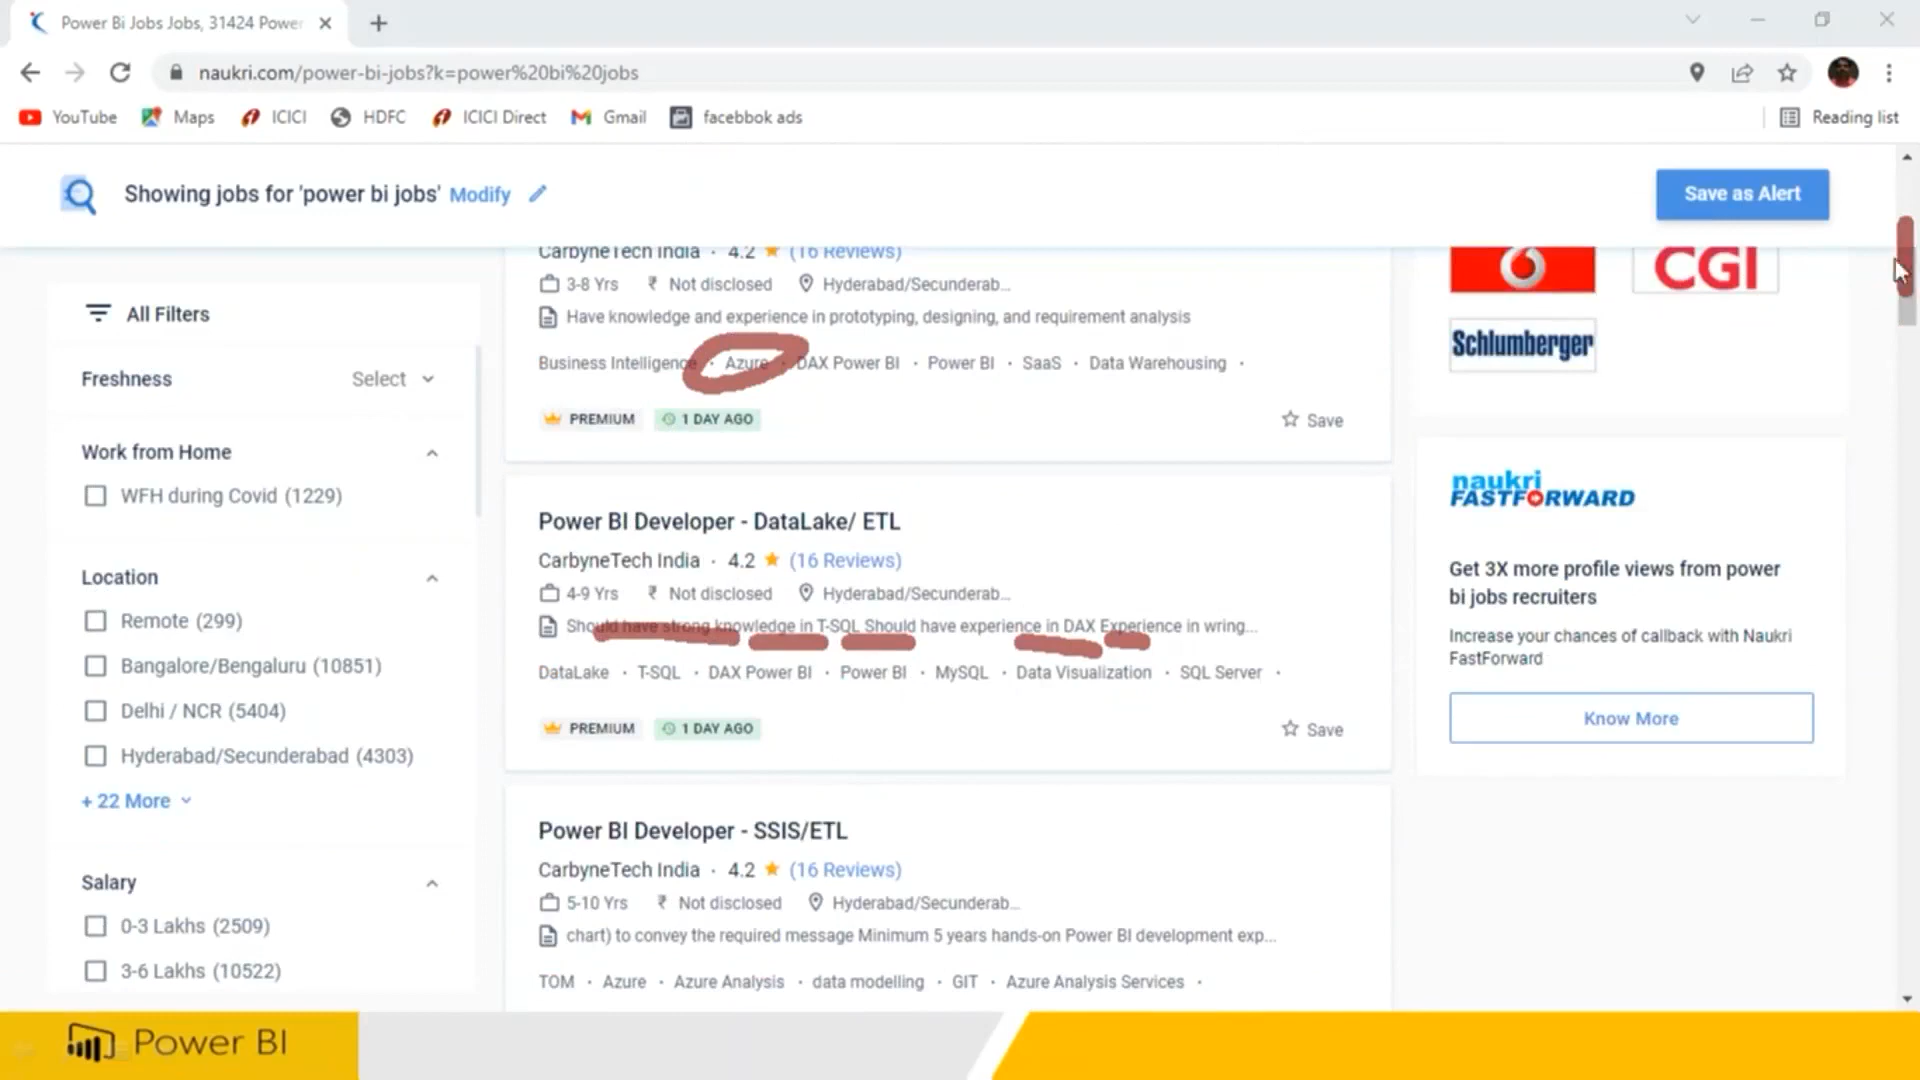 Power Bi Jobs Jobs, 31424 Power
naukri.com/power-bi-jobs?k=power%20bi%20jobs
YouTube Maps ICICI HDFC ICICI Direct Gmail facebbok ads Reading list
Showing jobs for 'power bi jobs' Modify
Save as Alert
All Filters
Freshness Select
Work from Home
WFH during Covid (1229)
Location
Remote (299)
Bangalore/Bengaluru (10851)
Delhi / NCR (5404)
Hyderabad/Secunderabad (4303)
+ 22 More
Salary
0-3 Lakhs (2509)
3-6 Lakhs (10522)
CarbyneTech India · 4.2 (16 Reviews)
3-8 Yrs ₹ Not disclosed Hyderabad/Secunderab...
Have knowledge and experience in prototyping, designing, and requirement analysis
Business Intelligence · Azure · DAX Power BI · Power BI · SaaS · Data Warehousing ·
PREMIUM 1 DAY AGO Save
Power BI Developer - DataLake/ ETL
CarbyneTech India · 4.2 (16 Reviews)
4-9 Yrs ₹ Not disclosed Hyderabad/Secunderab...
Should have strong knowledge in T-SQL Should have experience in DAX Experience in wring...
DataLake · T-SQL · DAX Power BI · Power BI · MySQL · Data Visualization · SQL Server ·
PREMIUM 1 DAY AGO Save
Power BI Developer - SSIS/ETL
CarbyneTech India · 4.2 (16 Reviews)
5-10 Yrs ₹ Not disclosed Hyderabad/Secunderab...
chart) to convey the required message Minimum 5 years hands-on Power BI development exp...
TOM · Azure · Azure Analysis · data modelling · GIT · Azure Analysis Services ·
CGI
Schlumberger
naukri
FASTFORWARD
Get 3X more profile views from power
bi jobs recruiters
Increase your chances of callback with Naukri
FastForward
Know More
Power BI